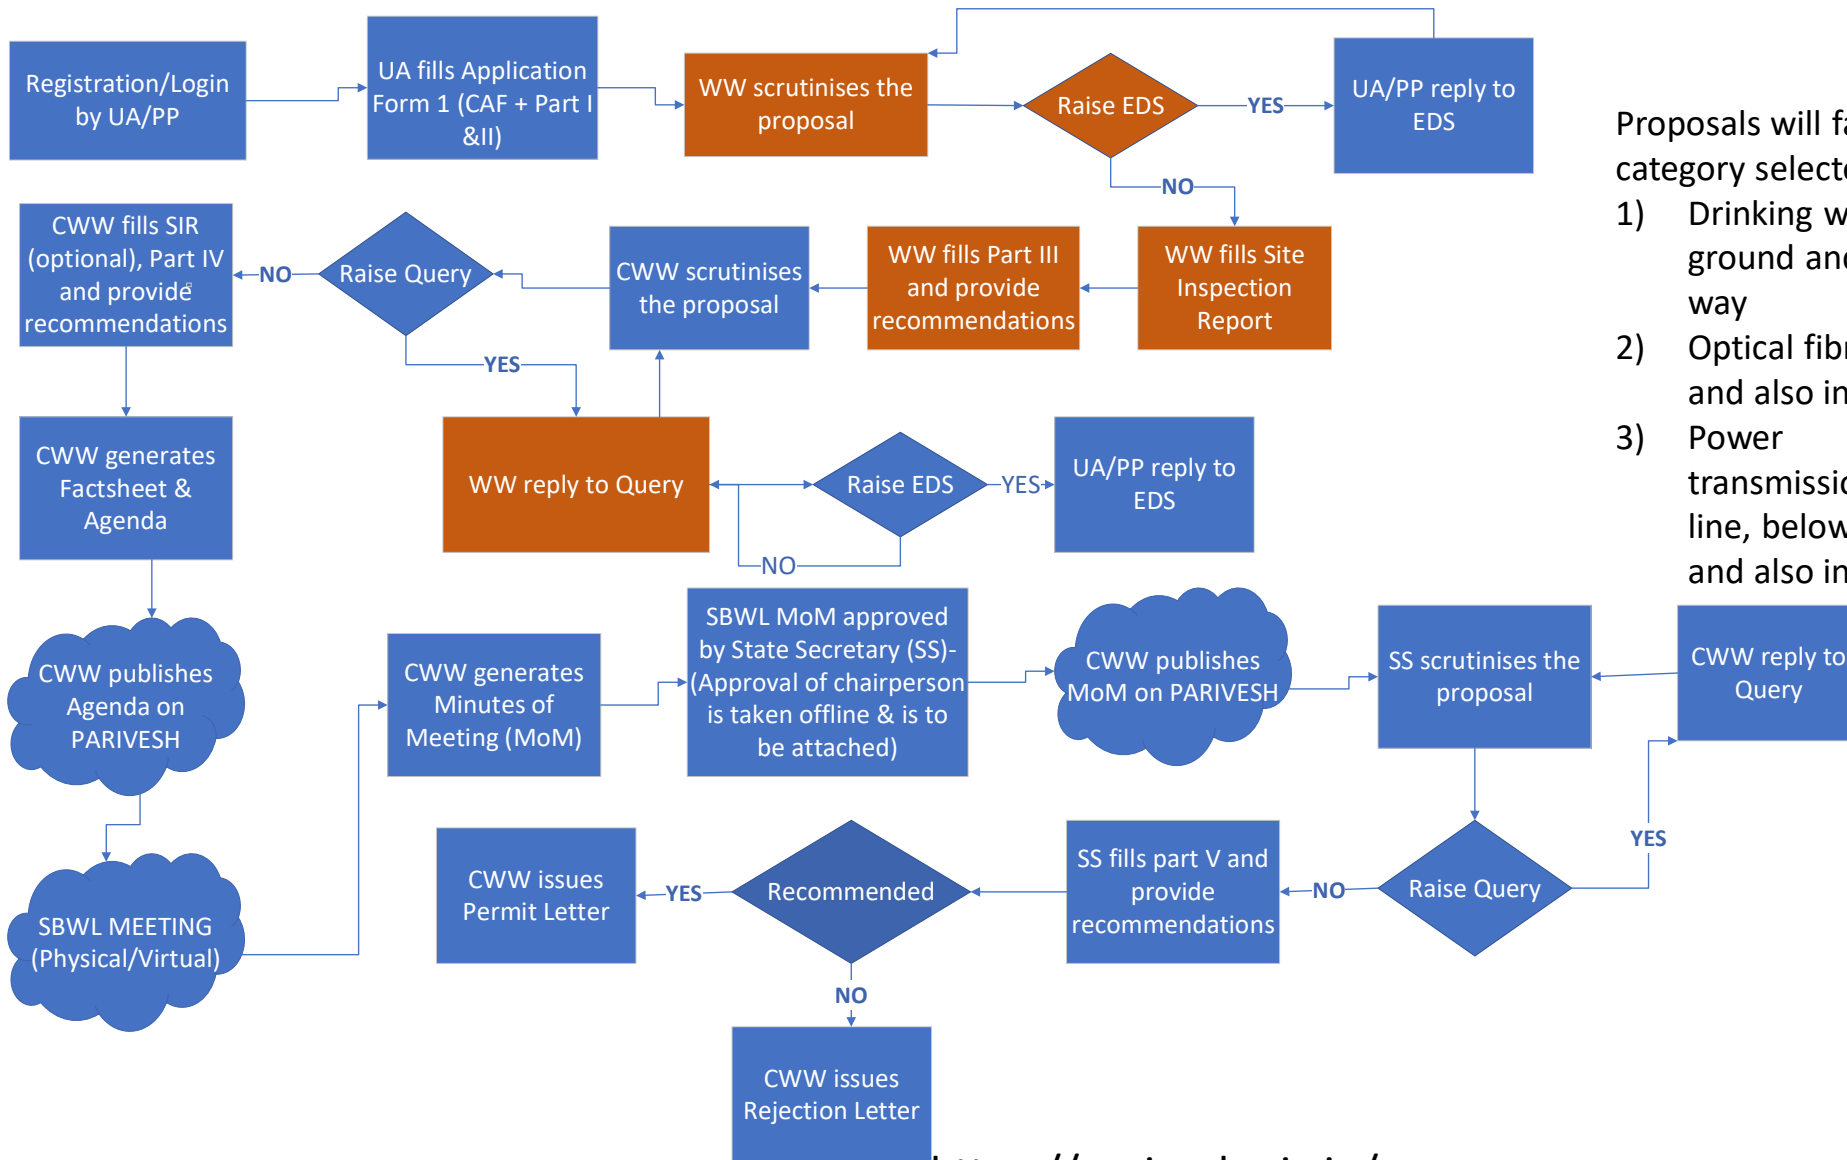 Registration/Login
by UA/PP
UA fills Application
Form 1 (CAF + Part I
&II)
WW scrutinises the
proposal
Raise EDS
YES
UA/PP reply to
EDS
NO
CWW fills SIR
(optional), Part IV
and provide
recommendations
NO
Raise Query
CWW scrutinises
the proposal
WW fills Part III
and provide
recommendations
WW fills Site
Inspection
Report
YES
CWW generates
Factsheet &
Agenda
WW reply to Query
Raise EDS
YES
UA/PP reply to
EDS
NO
Proposals will
category
1) Drinking
ground
way
2) Optical
and also
3) Power
line, below
and also
CWW publishes
Agenda on
PARIVESH
CWW generates
Minutes of
Meeting (MoM)
SBWL MoM approved
by State Secretary (SS)-
(Approval of chairperson
is taken offline & is to
be attached)
CWW publishes
MoM on PARIVESH
SS scrutinises the
proposal
CWW reply to
Query
YES
SBWL MEETING
(Physical/Virtual)
CWW issues
Permit Letter
YES
Recommended
SS fills part V and
provide
recommendations
NO
Raise Query
NO
CWW issues
Rejection Letter